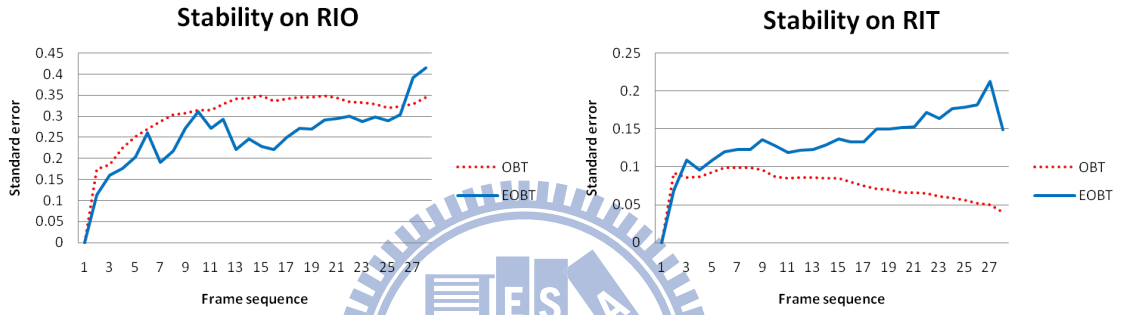 Stability on RIO
0.45
0.4
0.35
0.3
0.25
0.2
0.15
0.1
0.05
0
Standard error
1 3 5 7 9 11 13 15 17 19 21 23 25 27
Frame sequence
OBT
EOBT
Stability on RIT
0.25
0.2
0.15
0.1
0.05
0
Standard error
1 3 5 7 9 11 13 15 17 19 21 23 25 27
Frame sequence
OBT
EOBT
E S A